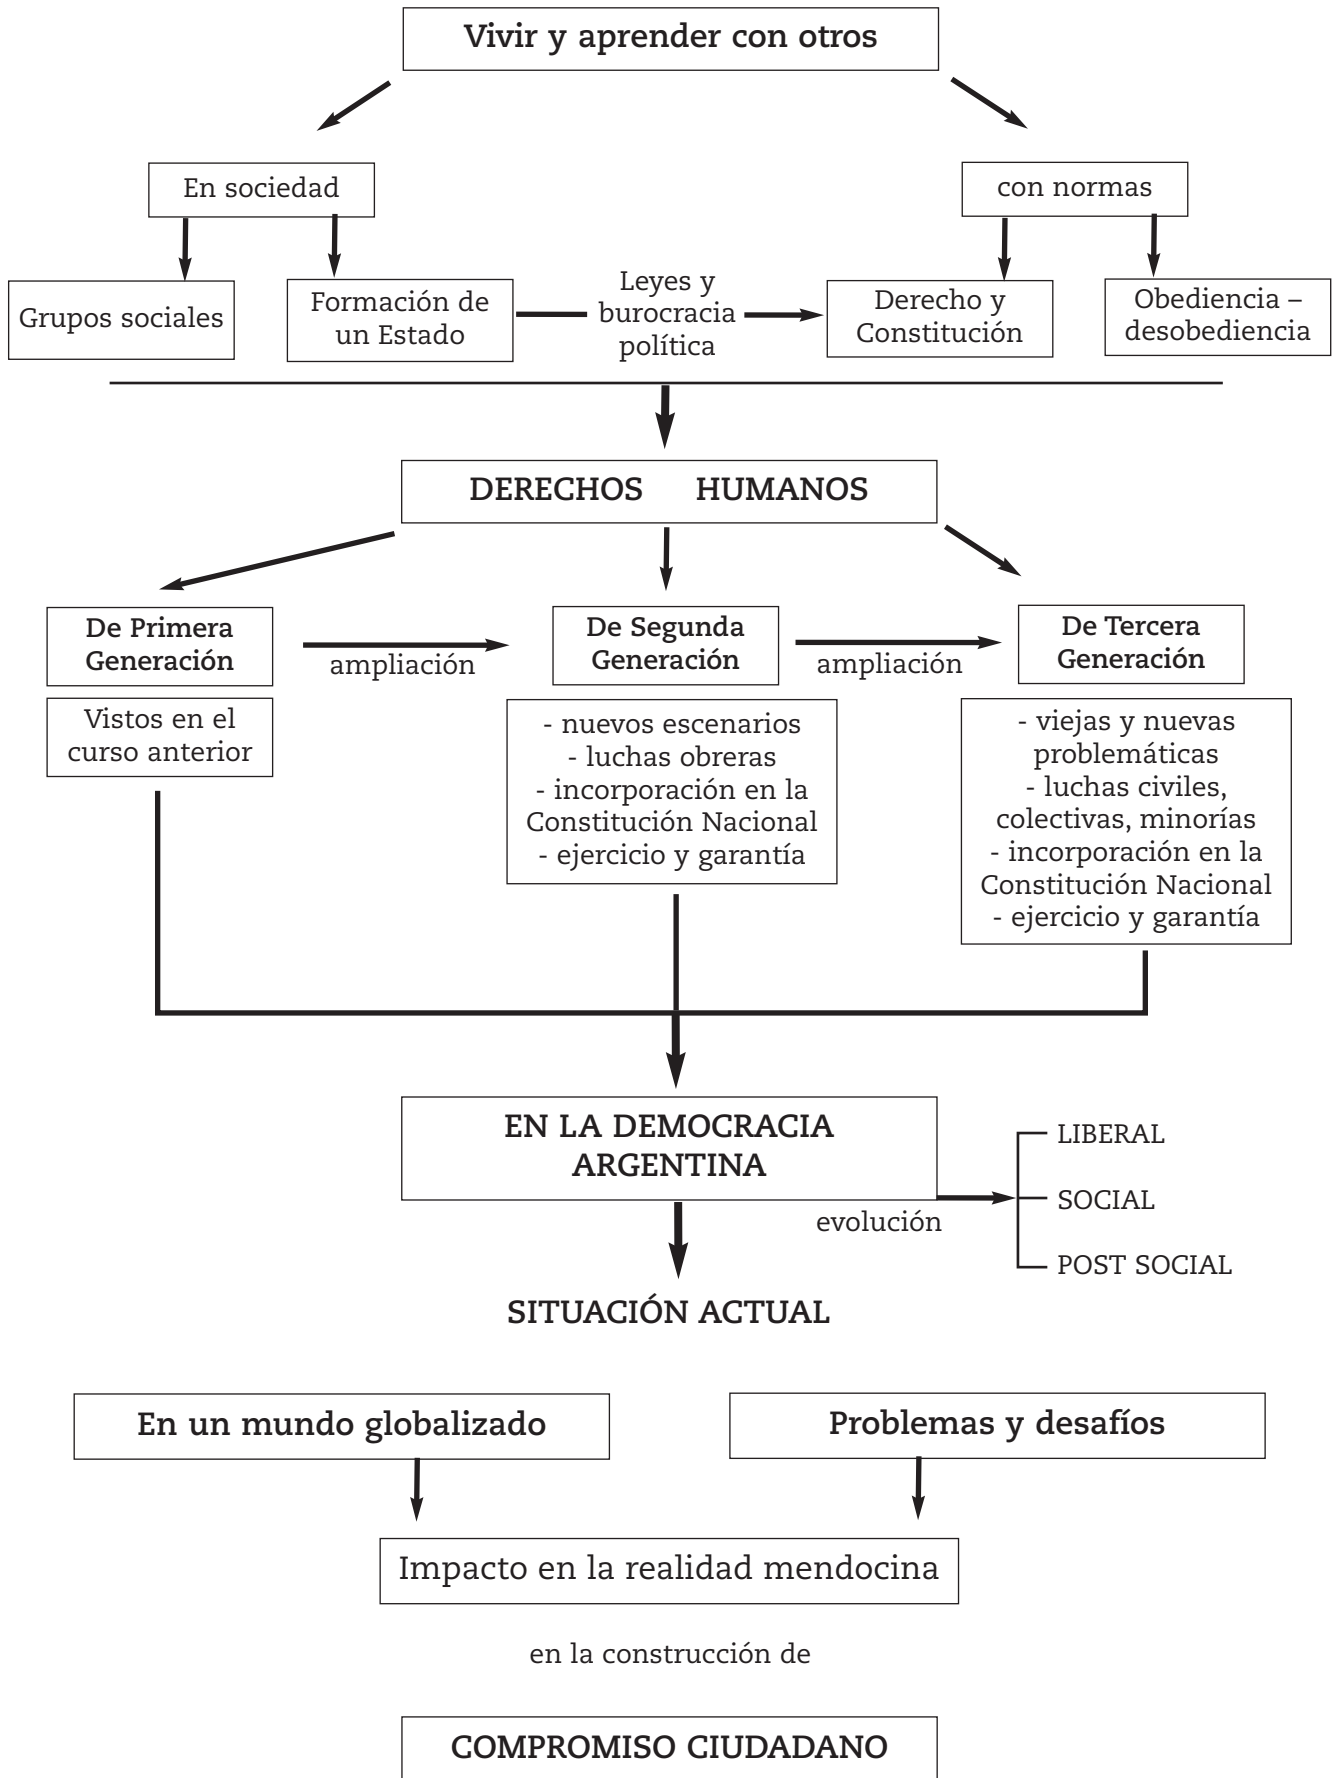 Vivir y aprender con otros
En sociedad
con normas
Grupos sociales
Formación de
un Estado
Leyes y
burocracia
política
Derecho y
Constitución
Obediencia –
desobediencia
DERECHOS HUMANOS
De Primera
Generación
ampliación
De Segunda
Generación
ampliación
De Tercera
Generación
Vistos en el
curso anterior
- nuevos escenarios
- luchas obreras
- incorporación en la
Constitución Nacional
- ejercicio y garantía
- viejas y nuevas
problemáticas
- luchas civiles,
colectivas, minorías
- incorporación en la
Constitución Nacional
- ejercicio y garantía
EN LA DEMOCRACIA
ARGENTINA
evolución
LIBERAL
SOCIAL
POST SOCIAL
SITUACIÓN ACTUAL
En un mundo globalizado
Problemas y desafíos
Impacto en la realidad mendocina
en la construcción de
COMPROMISO CIUDADANO